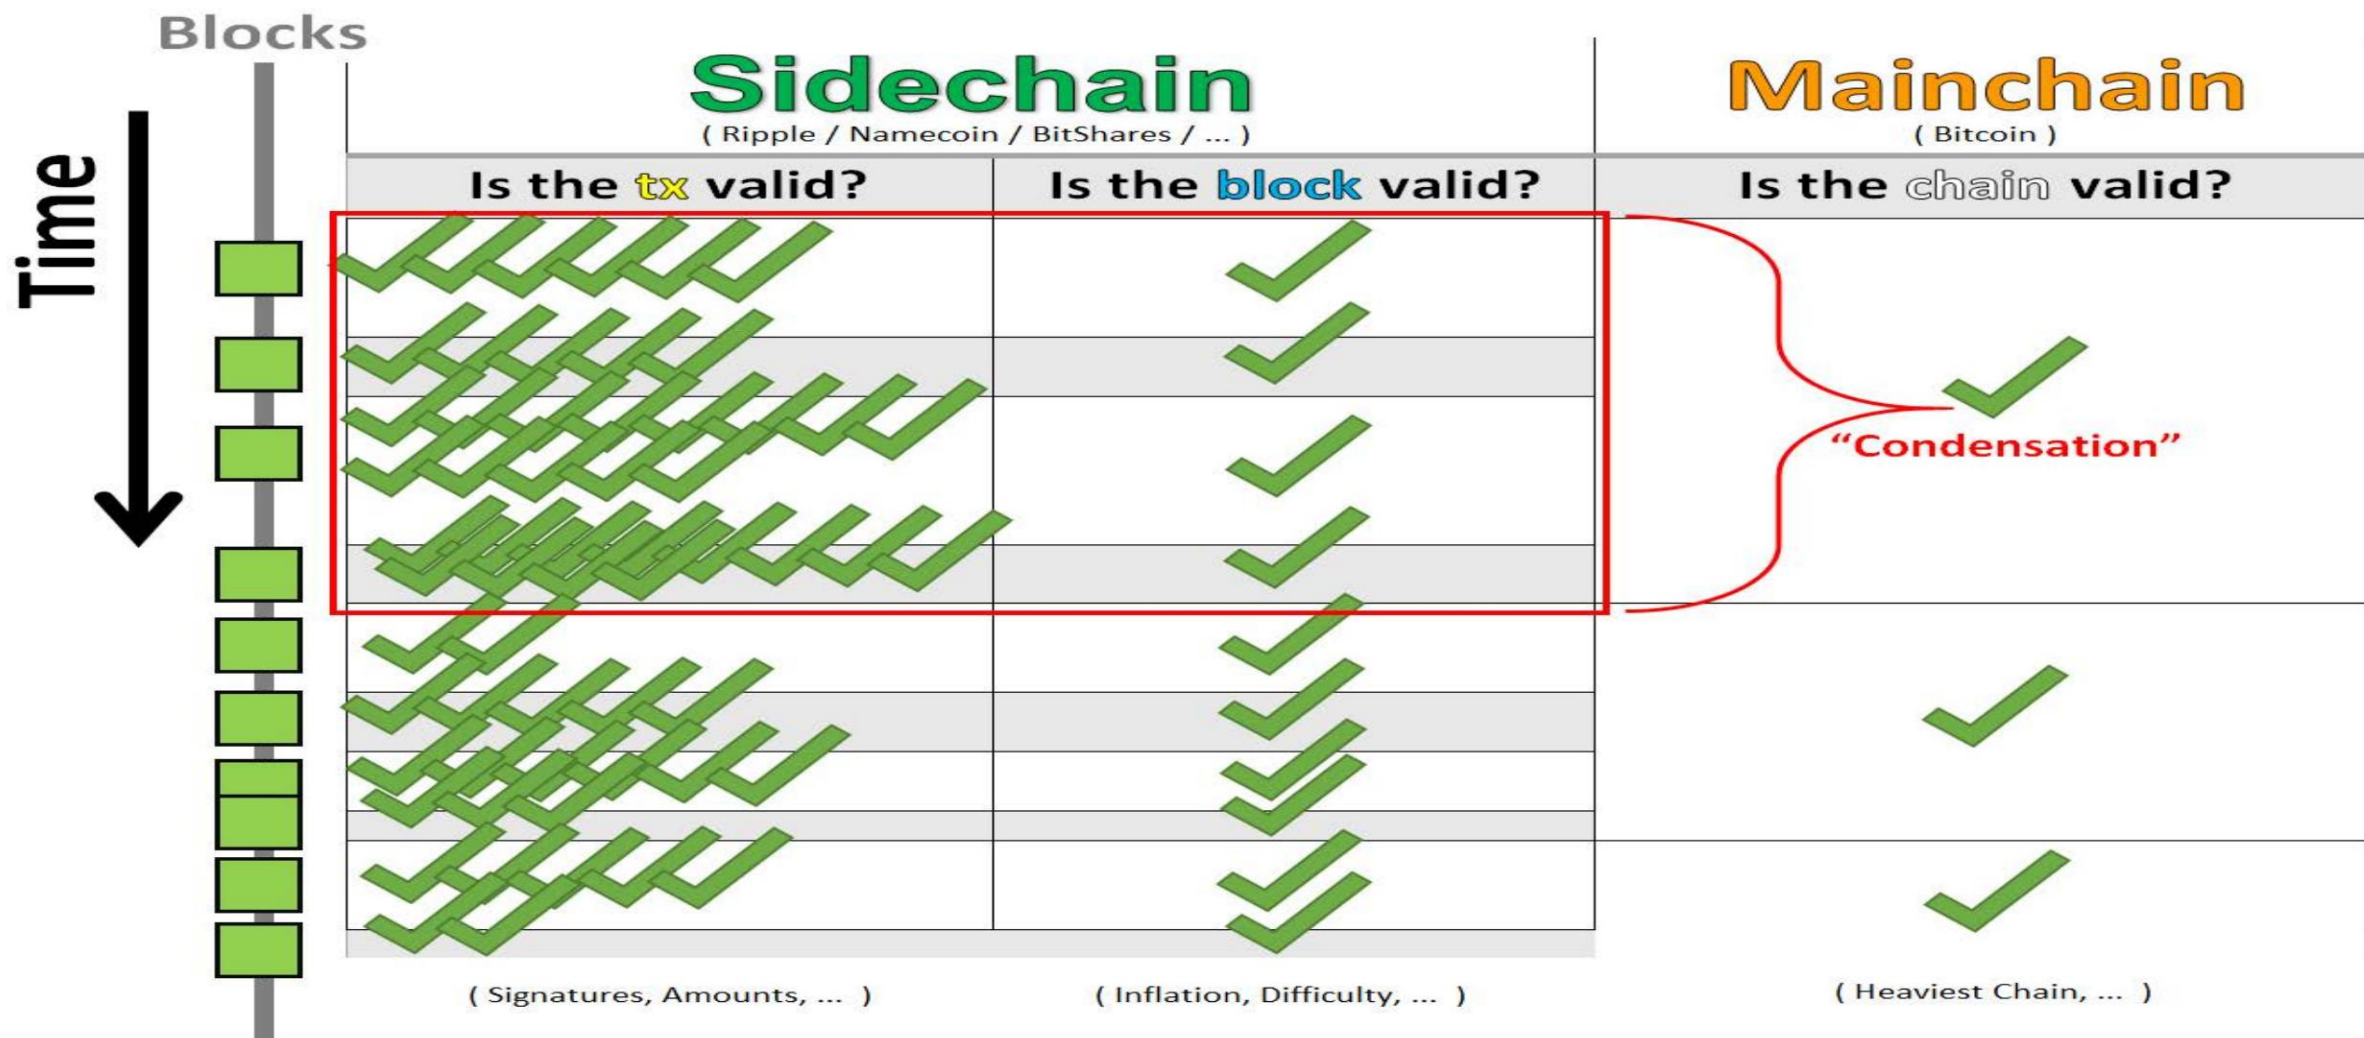 Blocks
Time
Sidechain
( Ripple / Namecoin / BitShares / ... )
Mainchain
( Bitcoin )
Is the tx valid?
Is the block valid?
Is the chain valid?
“Condensation”
( Signatures, Amounts, ... )
( Inflation, Difficulty, ... )
( Heaviest Chain, ... )